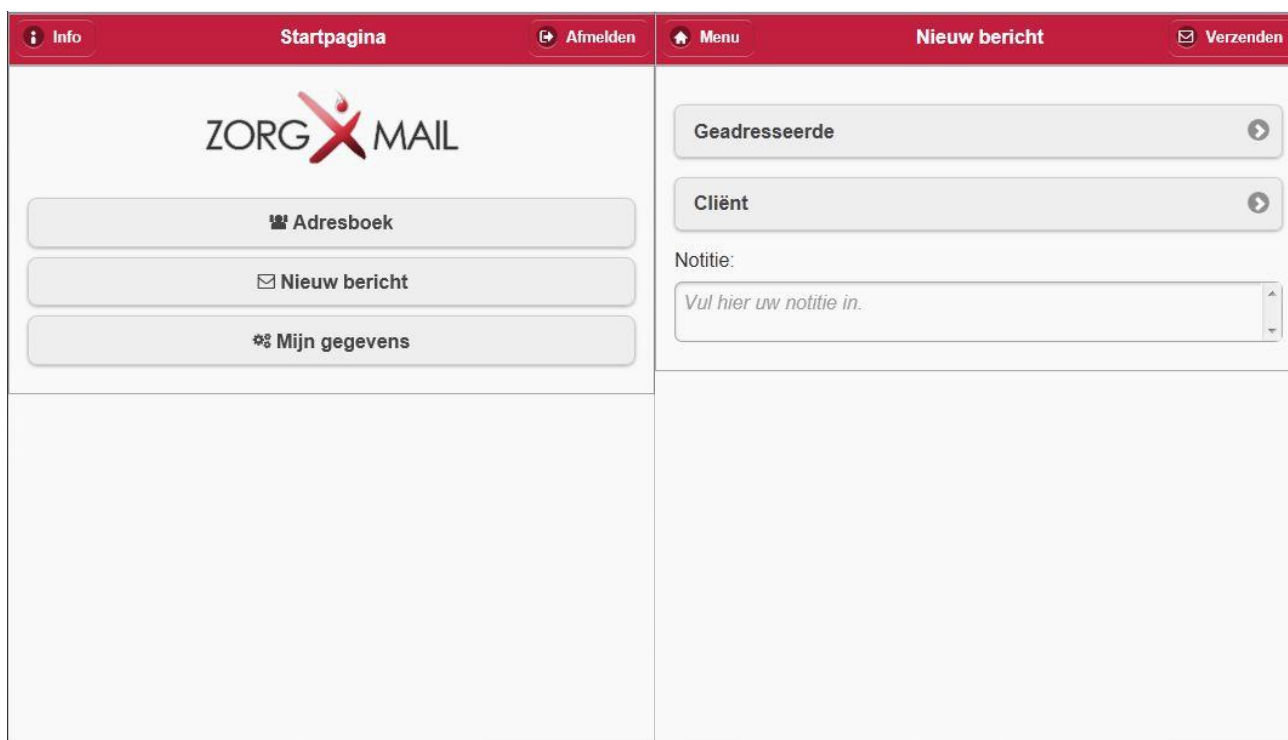 Info
Startpagina
Afmelden
ZORG MAIL
Adresboek
Nieuw bericht
Mijn gegevens
Menu
Nieuw bericht
Verzenden
Geadresseerde
Cliënt
Notitie:
Vul hier uw notitie in.